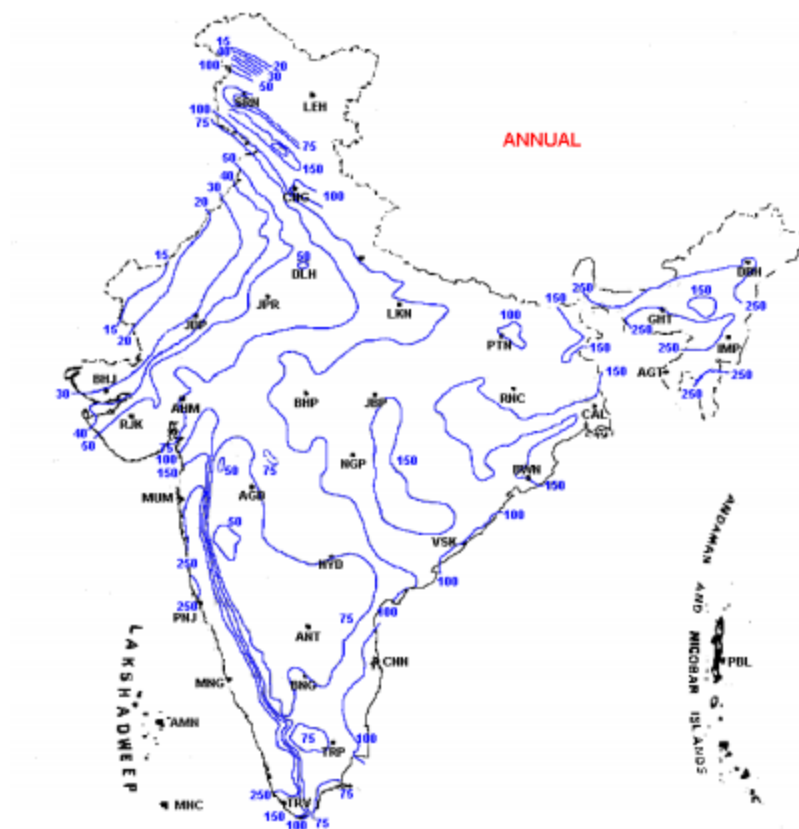 15
40
20
100
30
50
SRN
LEH
100
75
ANNUAL
75
150
50
40
CHG
100
30
20
15
50
DLH
DBH
250
150
150
250
JPR
LKN
GHT
15
JDP
100
250
20
PTN
IMP
150
250
150
AGT
250
BHJ
30
250
AHM
BHP
JBP
RNC
RJK
CAL
40
50
75
100
150
50
75
NGP
150
BWN
150
MUM
AGD
100
50
VSK
HYD
250
100
250
PNJ
75
100
ANT
CNN
MNG
BNG
PBL
AMN
75
TRP
100
250
75
MNC
TRV
150
100
75
LAKSHADWEEP
ANDAMAN AND NICOBAR ISLANDS